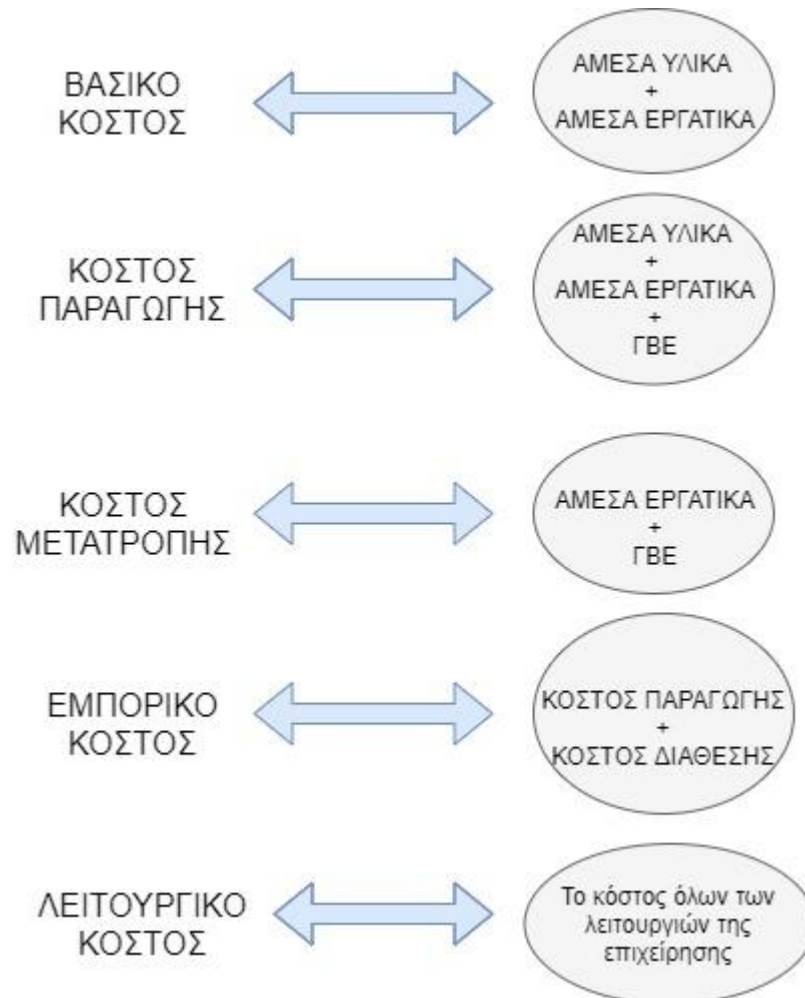 ΒΑΣΙΚΟ
ΚΟΣΤΟΣ
ΑΜΕΣΑ ΥΛΙΚΑ
+
ΑΜΕΣΑ ΕΡΓΑΤΙΚΑ
ΚΟΣΤΟΣ
ΠΑΡΑΓΩΓΗΣ
ΑΜΕΣΑ ΥΛΙΚΑ
+
ΑΜΕΣΑ ΕΡΓΑΤΙΚΑ
+
ΓΒΕ
ΚΟΣΤΟΣ
ΜΕΤΑΤΡΟΠΗΣ
ΑΜΕΣΑ ΕΡΓΑΤΙΚΑ
+
ΓΒΕ
ΕΜΠΟΡΙΚΟ
ΚΟΣΤΟΣ
ΚΟΣΤΟΣ ΠΑΡΑΓΩΓΗΣ
+
ΚΟΣΤΟΣ ΔΙΑΘΕΣΗΣ
ΛΕΙΤΟΥΡΓΙΚΟ
ΚΟΣΤΟΣ
Το κόστος όλων των
λειτουργιών της
επιχείρησης